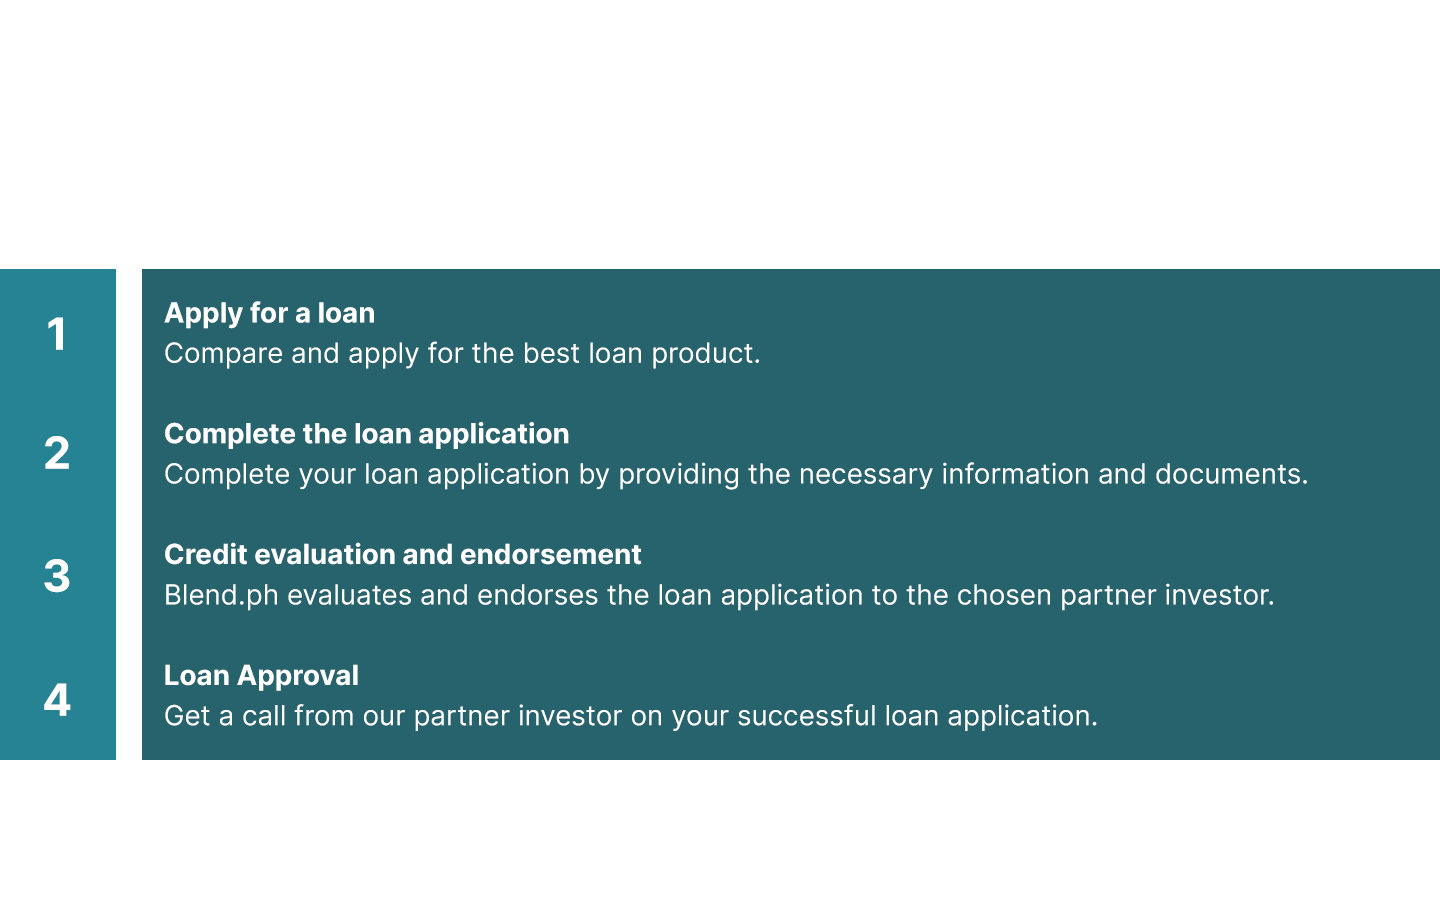 1
Apply for a loan
Compare and apply for the best loan product.
2
Complete the loan application
Complete your loan application by providing the necessary information and documents.
3
Credit evaluation and endorsement
Blend.ph evaluates and endorses the loan application to the chosen partner investor.
4
Loan Approval
Get a call from our partner investor on your successful loan application.